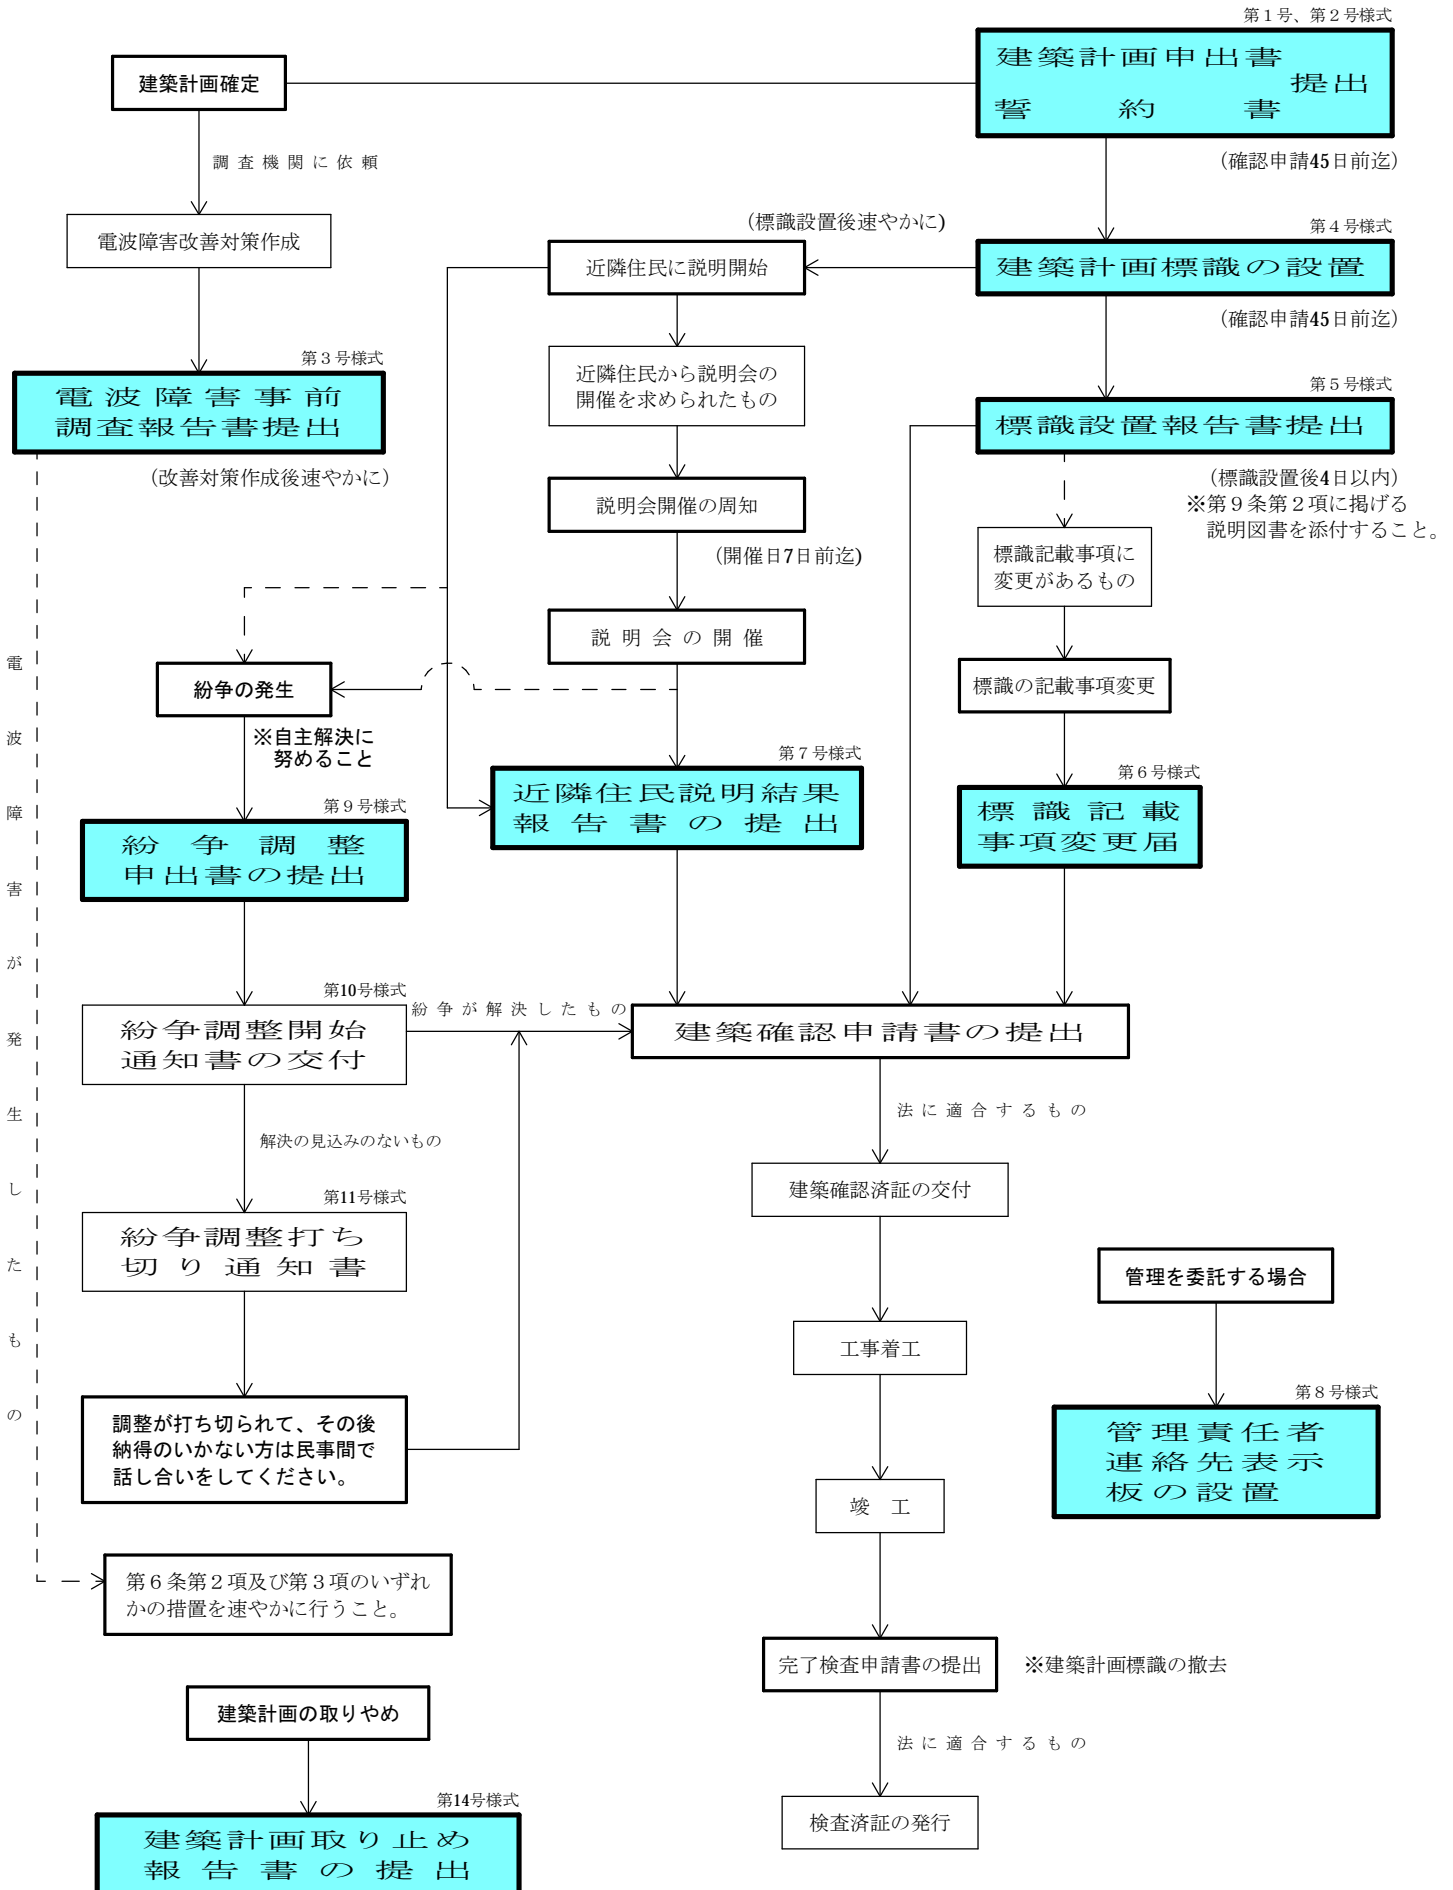 第1号、第2号様式
建築計画確定
建築計画申出書
提出
誓約書
(確認申請45日前迄)
調査機関に依頼
電波障害改善対策作成
第3号様式
電波障害事前
調査報告書提出
(改善対策作成後速やかに)
(標識設置後速やかに)
近隣住民に説明開始
第4号様式
建築計画標識の設置
(確認申請45日前迄)
近隣住民から説明会の
開催を求められたもの
第5号様式
標識設置報告書提出
(標識設置後4日以内)
※第9条第2項に掲げる
説明図書を添付すること。
説明会開催の周知
(開催日7日前迄)
説明会の開催
標識記載事項に
変更があるもの
標識の記載事項変更
第6号様式
標識記載
事項変更届
紛争の発生
※自主解決に
努めること
第7号様式
近隣住民説明結果
報告書の提出
第9号様式
紛争調整
申出書の提出
第10号様式
紛争調整開始
通知書の交付
紛争が解決したもの
建築確認申請書の提出
解決の見込みのないもの
第11号様式
紛争調整打ち
切り通知書
調整が打ち切られて、その後
納得のいかない方は民事間で
話し合いをしてください。
電波障害が発生したもの
第6条第2項及び第3項のいずれ
かの措置を速やかに行うこと。
法に適合するもの
建築確認済証の交付
工事着工
竣工
完了検査申請書の提出
※建築計画標識の撤去
法に適合するもの
検査済証の発行
管理を委託する場合
第8号様式
管理責任者
連絡先表示
板の設置
建築計画の取りやめ
第14号様式
建築計画取り止め
報告書の提出